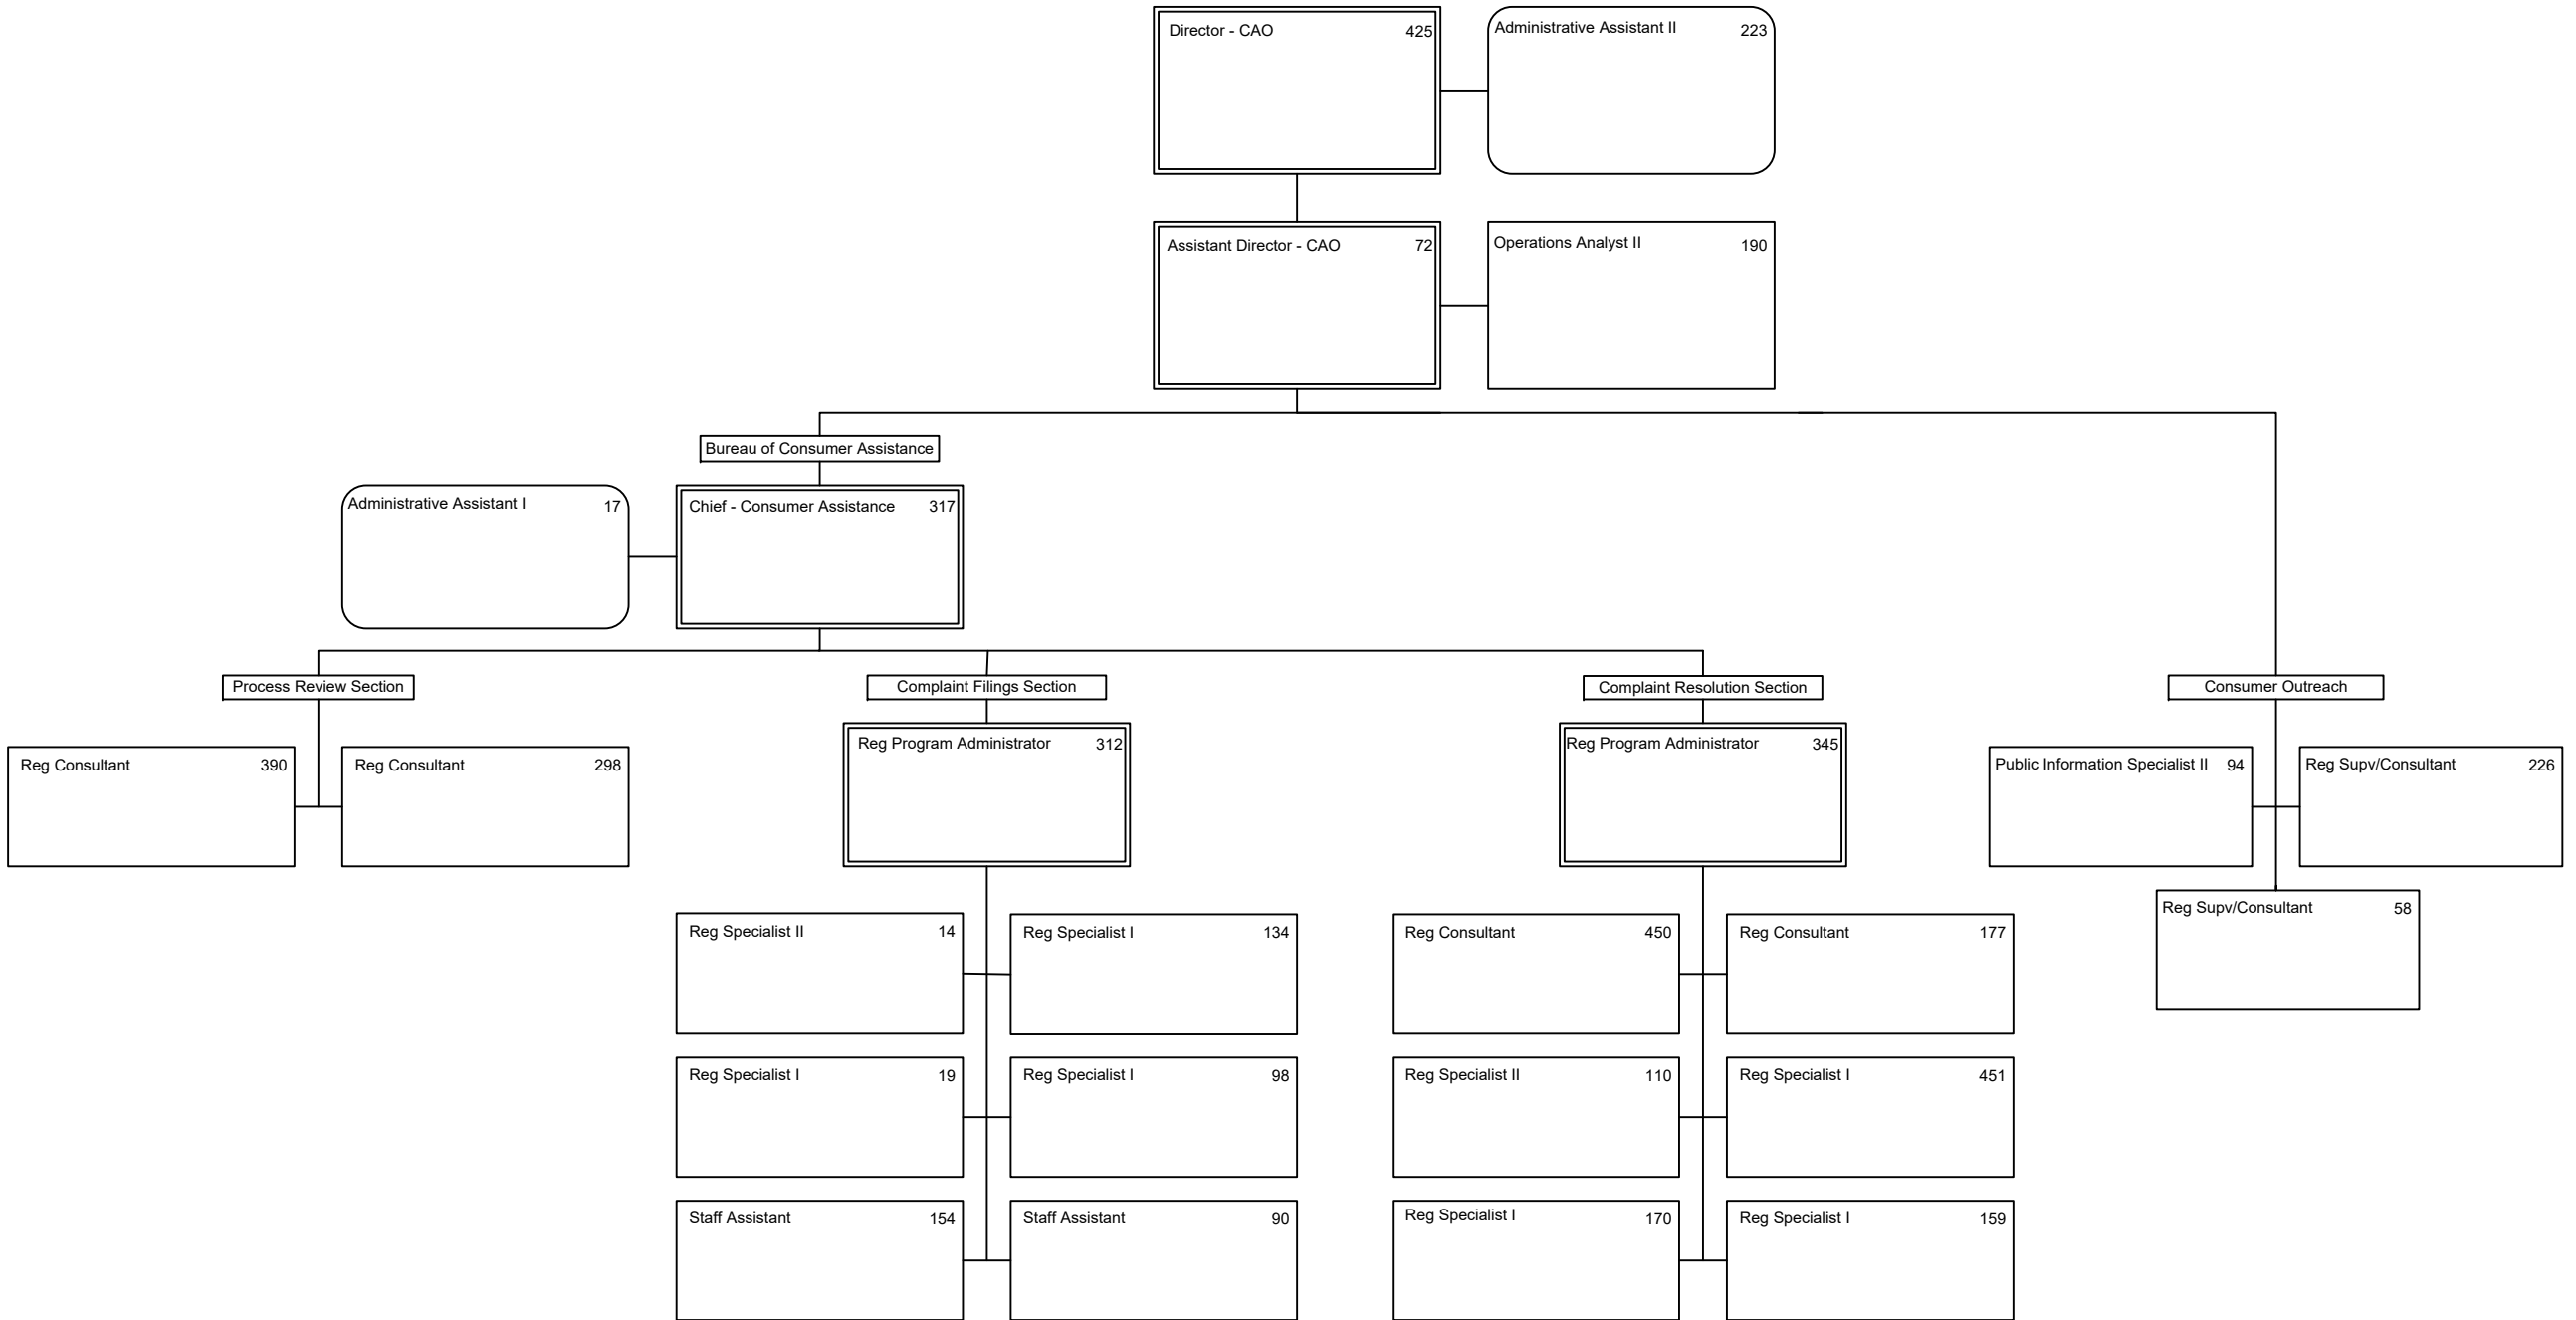 Director - CAO 425
Administrative Assistant II 223
Assistant Director - CAO 72
Operations Analyst II 190
Bureau of Consumer Assistance
Administrative Assistant I 17
Chief - Consumer Assistance 317
Process Review Section
Complaint Filings Section
Complaint Resolution Section
Consumer Outreach
Reg Consultant 390
Reg Consultant 298
Reg Program Administrator 312
Reg Program Administrator 345
Public Information Specialist II 94
Reg Supv/Consultant 226
Reg Supv/Consultant 58
Reg Specialist II 14
Reg Specialist I 134
Reg Consultant 450
Reg Consultant 177
Reg Specialist I 19
Reg Specialist I 98
Reg Specialist II 110
Reg Specialist I 451
Staff Assistant 154
Staff Assistant 90
Reg Specialist I 170
Reg Specialist I 159